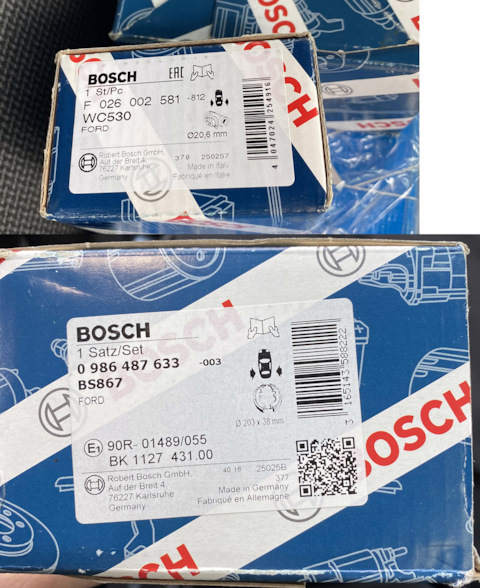 BOSCH
EAC
1 St/Pc
F 026 002 581 -812
WC530
FORD
Ø20,6 mm
4 047024 254916
Robert Bosch GmbH,
Auf der Breit 4,
76227 Karlsruhe,
Germany
379 250257
Made in Italy
Fabriqué en Italie
BOSCH
BOSCH
1 Satz/Set
0 986 487 633 -003
BS867
FORD
Ø 203 x 38 mm
3 165143 588222
E1 90R- 01489/055
BK 1127 431.00
Robert Bosch GmbH,
Auf der Breit 4,
76227 Karlsruhe
Germany
40 16 25025B
377
Made in Germany
Fabriqué en Allemagne
BOSCH